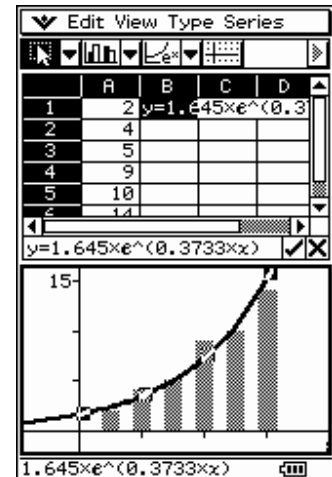 Edit View Type Series
A B C D
1 2 y=1.645×e^(0.3
2 4
3 5
4 9
5 10
6 14
y=1.645×e^(0.3733×x)
15
1.645×e^(0.3733×x)